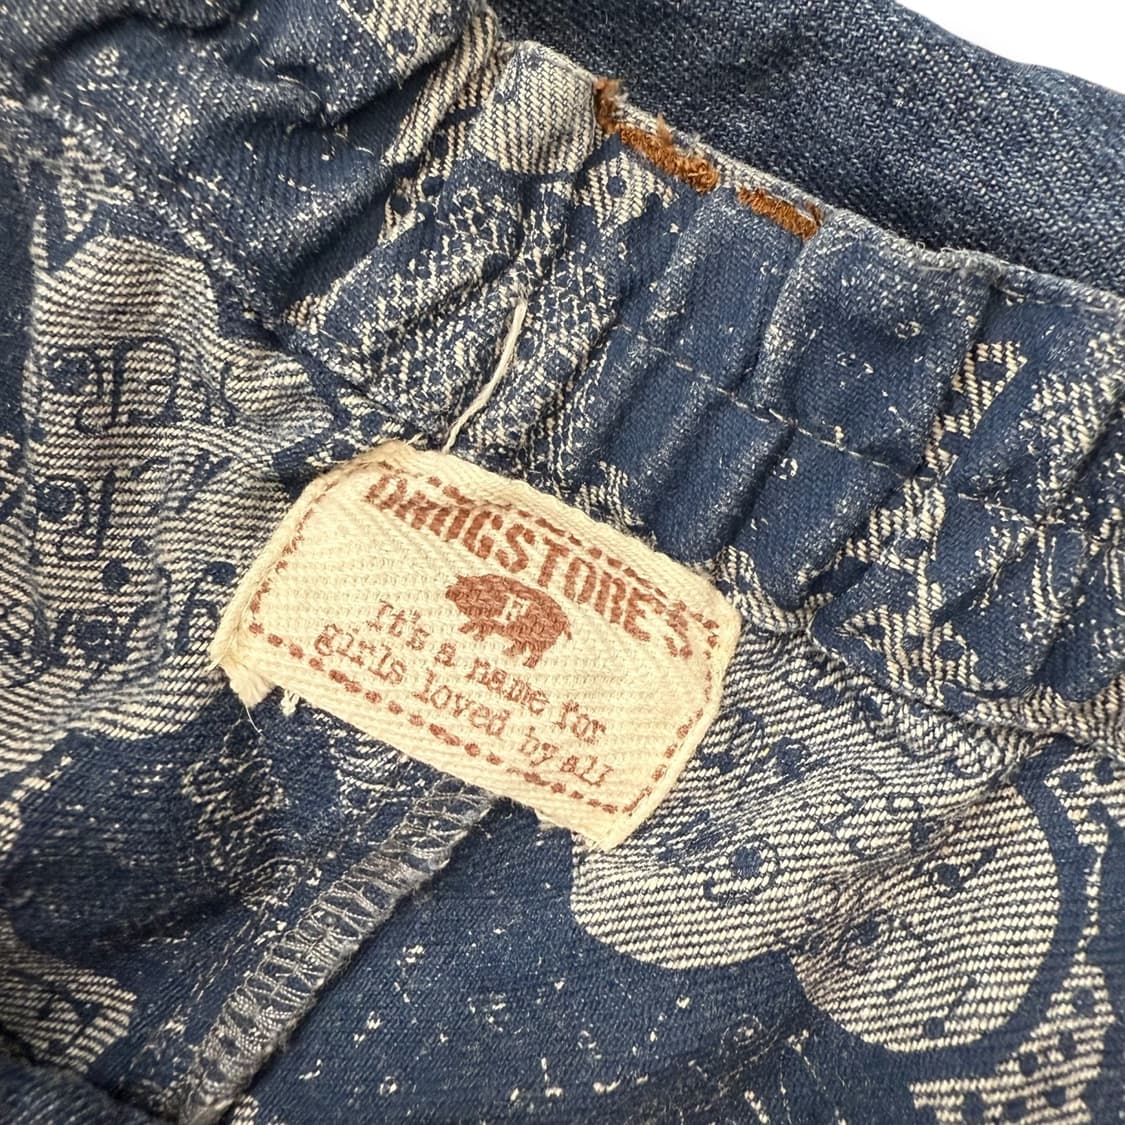 DRUGSTORE'S
F
It's a name for
girls loved by all